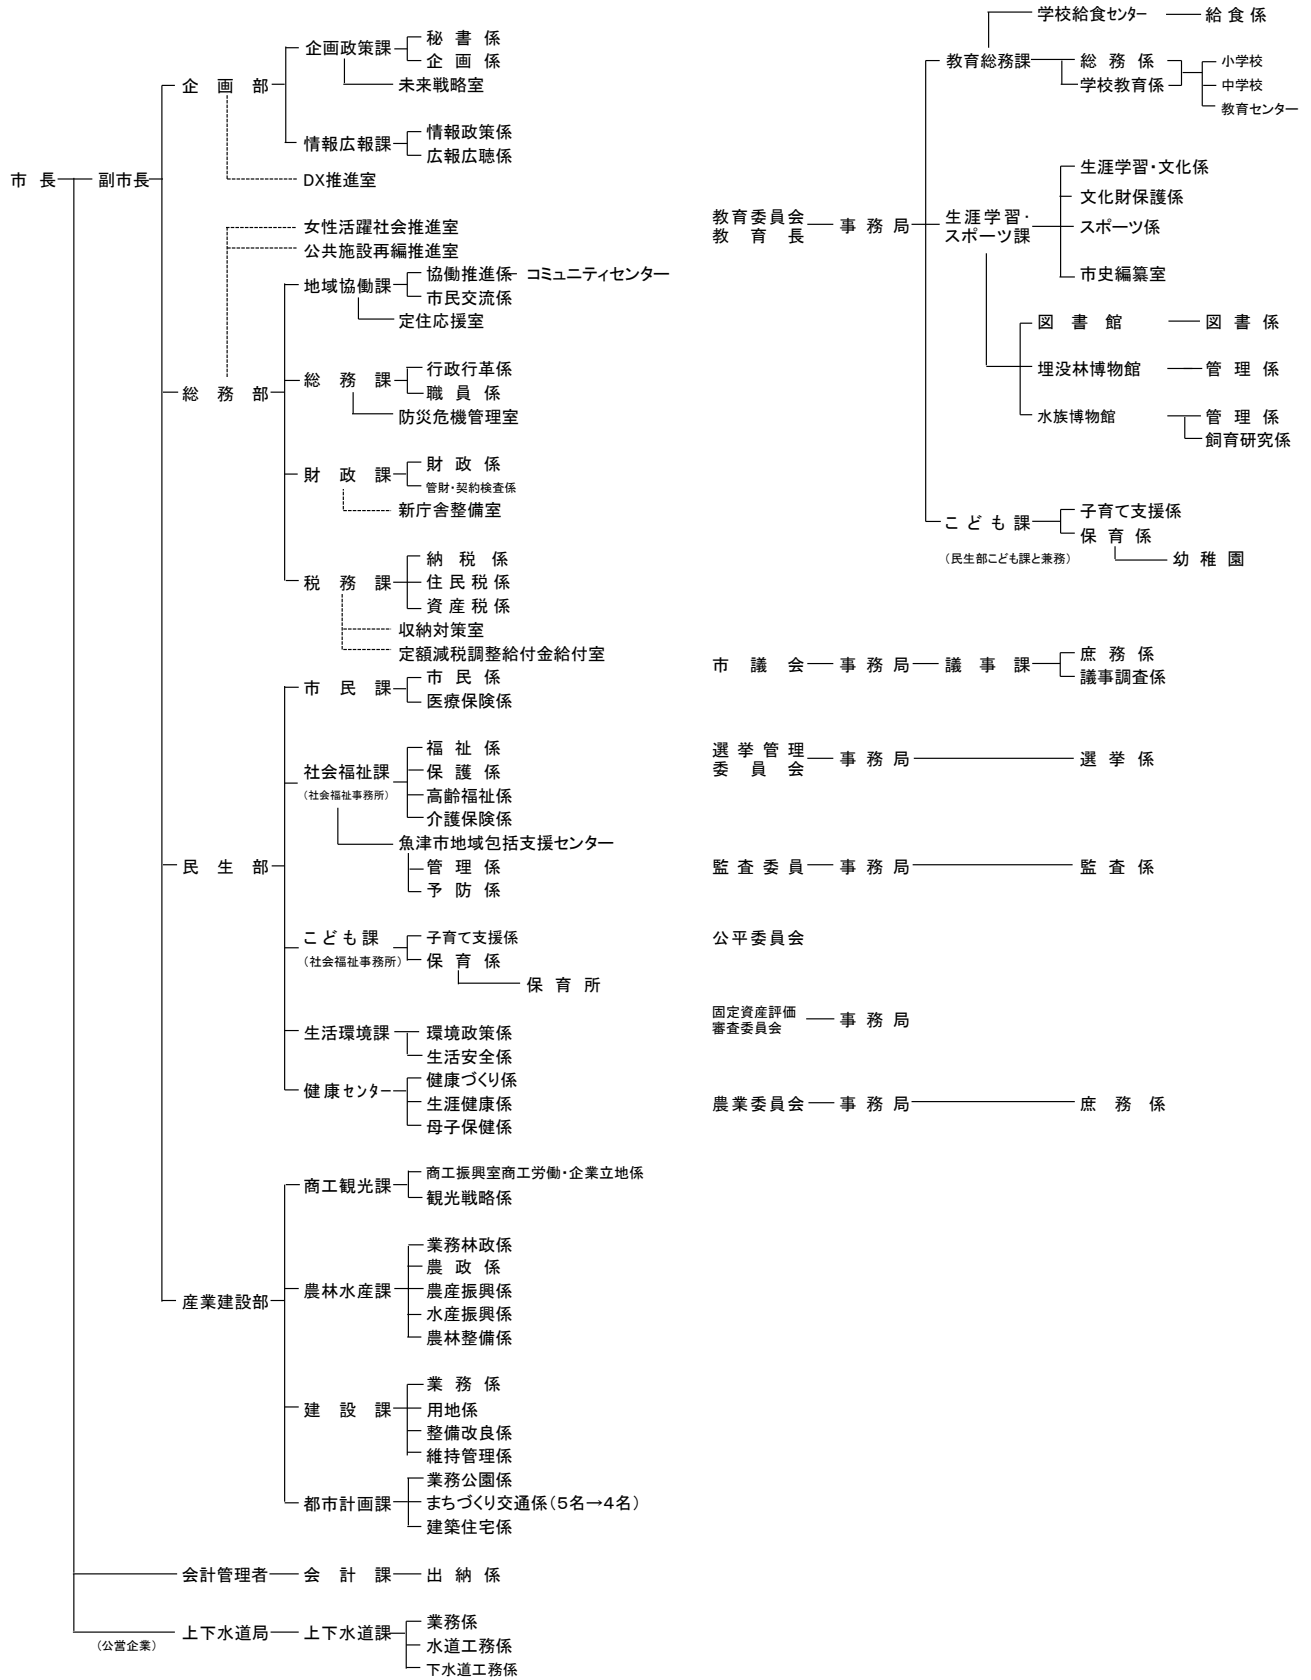 市長
副市長
企画部
企画政策課
秘書係
企画係
未来戦略室
情報広報課
情報政策係
広報広聴係
DX推進室
総務部
女性活躍社会推進室
公共施設再編推進室
地域協働課
協働推進係
コミュニティセンター
市民交流係
定住応援室
総務課
行政行革係
職員係
防災危機管理室
財政課
財政係
管財・契約検査係
新庁舎整備室
税務課
納税係
住民税係
資産税係
収納対策室
定額減税調整給付金給付室
民生部
市民課
市民係
医療保険係
社会福祉課
（社会福祉事務所）
福祉係
保護係
高齢福祉係
介護保険係
魚津市地域包括支援センター
管理係
予防係
こども課
（社会福祉事務所）
子育て支援係
保育係
保育所
生活環境課
環境政策係
生活安全係
健康センター
健康づくり係
生涯健康係
母子保健係
産業建設部
商工観光課
商工振興室商工労働・企業立地係
観光戦略係
農林水産課
業務林政係
農政係
農産振興係
水産振興係
農林整備係
建設課
業務係
用地係
整備改良係
維持管理係
都市計画課
業務公園係
まちづくり交通係（５名→４名）
建築住宅係
会計管理者
会計課
出納係
（公営企業）
上下水道局
上下水道課
業務係
水道工務係
下水道工務係
教育委員会
教育長
事務局
教育総務課
学校給食センター
給食係
総務係
学校教育係
小学校
中学校
教育センター
生涯学習・
スポーツ課
生涯学習・文化係
文化財保護係
スポーツ係
市史編纂室
図書館
図書係
埋没林博物館
管理係
水族博物館
管理係
飼育研究係
こども課
（民生部こども課と兼務）
子育て支援係
保育係
幼稚園
市議会
事務局
議事課
庶務係
議事調査係
選挙管理
委員会
事務局
選挙係
監査委員
事務局
監査係
公平委員会
固定資産評価
審査委員会
事務局
農業委員会
事務局
庶務係